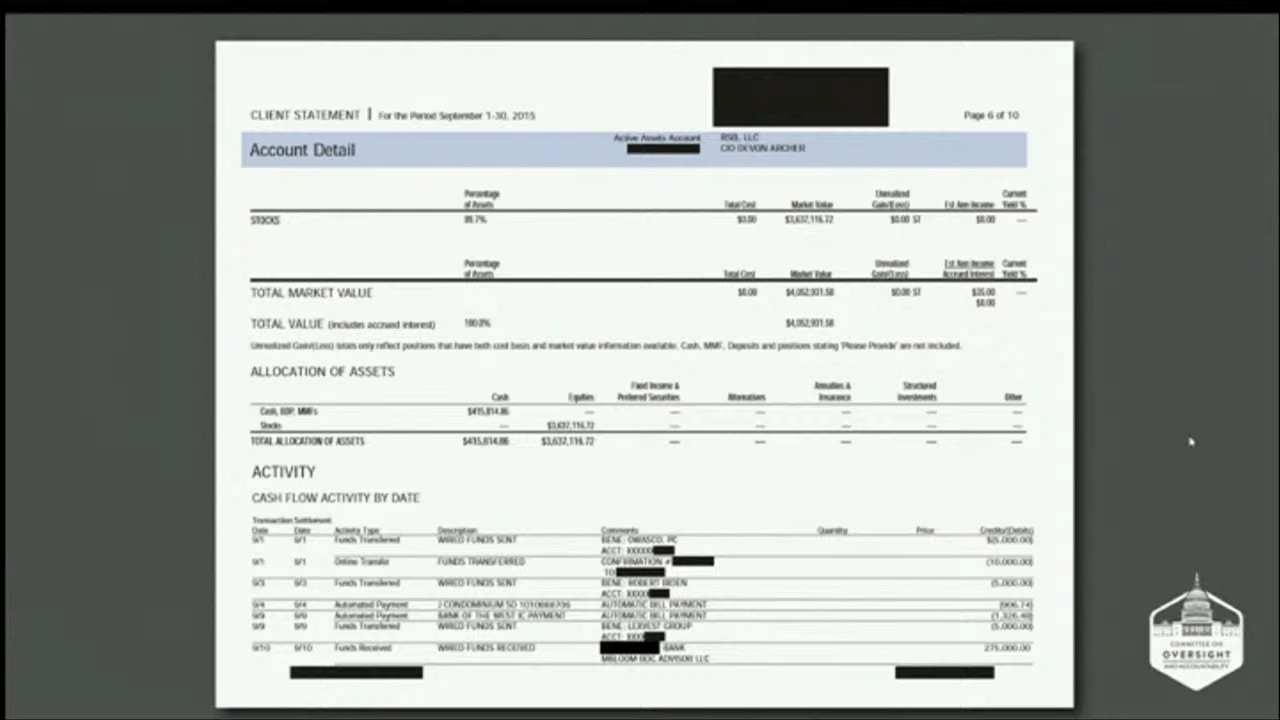 CLIENT STATEMENT | For the Period September 1-30, 2015 Page 6 of 10
Active Assets Account RSB, LLC
Account Detail C/O DEVON ARCHER
Percentage Unrealized Current
of Assets Total Cost Market Value Gain/(Loss) Est Ann Income Yield %
STOCKS 89.7% $0.00 $3,637,116.72 $0.00 ST $0.00 —
Percentage Unrealized Est Ann Income Current
of Assets Total Cost Market Value Gain/(Loss) Accrued Interest Yield %
TOTAL MARKET VALUE $0.00 $4,052,931.58 $0.00 ST $35.00 —
$0.00
TOTAL VALUE (includes accrued interest) 100.0% $4,052,931.58
Unrealized Gain/(Loss) totals only reflect positions that have both cost basis and market value information available. Cash, MMF, Deposits and positions stating 'Please Provide' are not included.
ALLOCATION OF ASSETS
Fixed Income & Annuities & Structured
Cash Equities Preferred Securities Alternatives Insurance Investments Other
Cash, BDP, MMFs $415,814.86 — — — — — —
Stocks — $3,637,116.72 — — — — —
TOTAL ALLOCATION OF ASSETS $415,814.86 $3,637,116.72 — — — — —
ACTIVITY
CASH FLOW ACTIVITY BY DATE
Transaction Settlement
Date Date Activity Type Description Comments Quantity Price Credits/(Debits)
9/1 9/1 Funds Transferred WIRED FUNDS SENT BENE: OWASCO, PC $(5,000.00)
ACCT: XXXXX
9/1 9/1 Online Transfer FUNDS TRANSFERRED CONFIRMATION # (10,000.00)
TO
9/3 9/3 Funds Transferred WIRED FUNDS SENT BENE: ROBERT BIDEN (5,000.00)
ACCT: XXXX
9/4 9/4 Automated Payment AUTOMATIC BILL PAYMENT (906.74)
9/9 9/9 Automated Payment BANK OF THE WEST IC PAYMENT AUTOMATIC BILL PAYMENT
9/9 9/9 Funds Transferred WIRED FUNDS SENT BENE: GROUP (5,000.00)
ACCT: XXXX
9/10 9/10 Funds Received WIRED FUNDS RECEIVED BANK 275,000.00
MBLOOM BDC ADVISOR LLC
COMMITTEE ON
OVERSIGHT
AND ACCOUNTABILITY